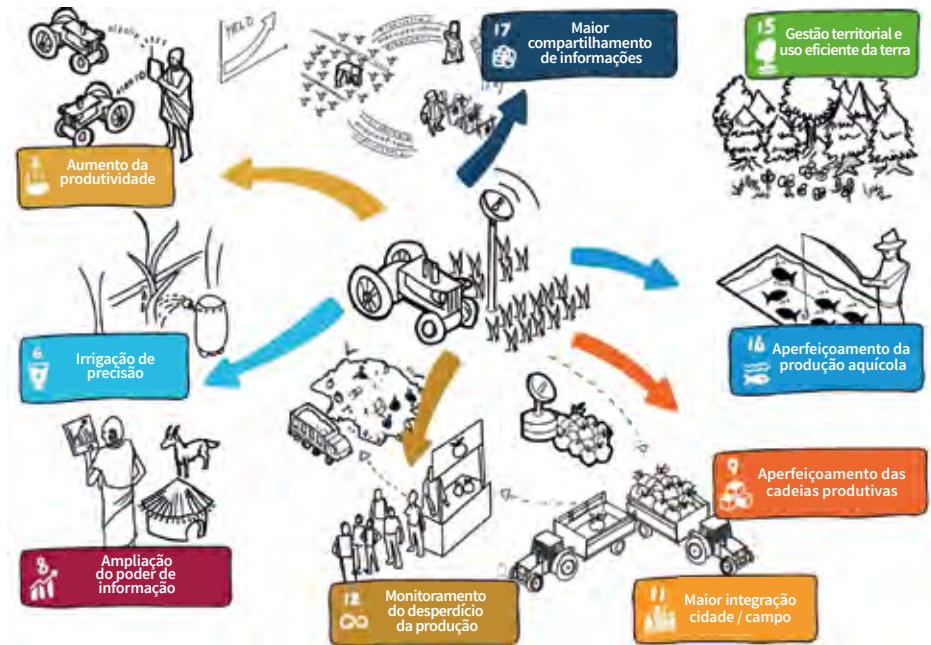 YIELD
17
Maior
compartilhamento
de informações
15
Gestão territorial e
uso eficiente da terra
Aumento da
produtividade
6
Irrigação de
precisão
16
Aperfeiçoamento da
produção aquícola
9
Aperfeiçoamento das
cadeias produtivas
8
Ampliação
do poder de
informação
12
Monitoramento
do desperdício
da produção
11
Maior integração
cidade / campo